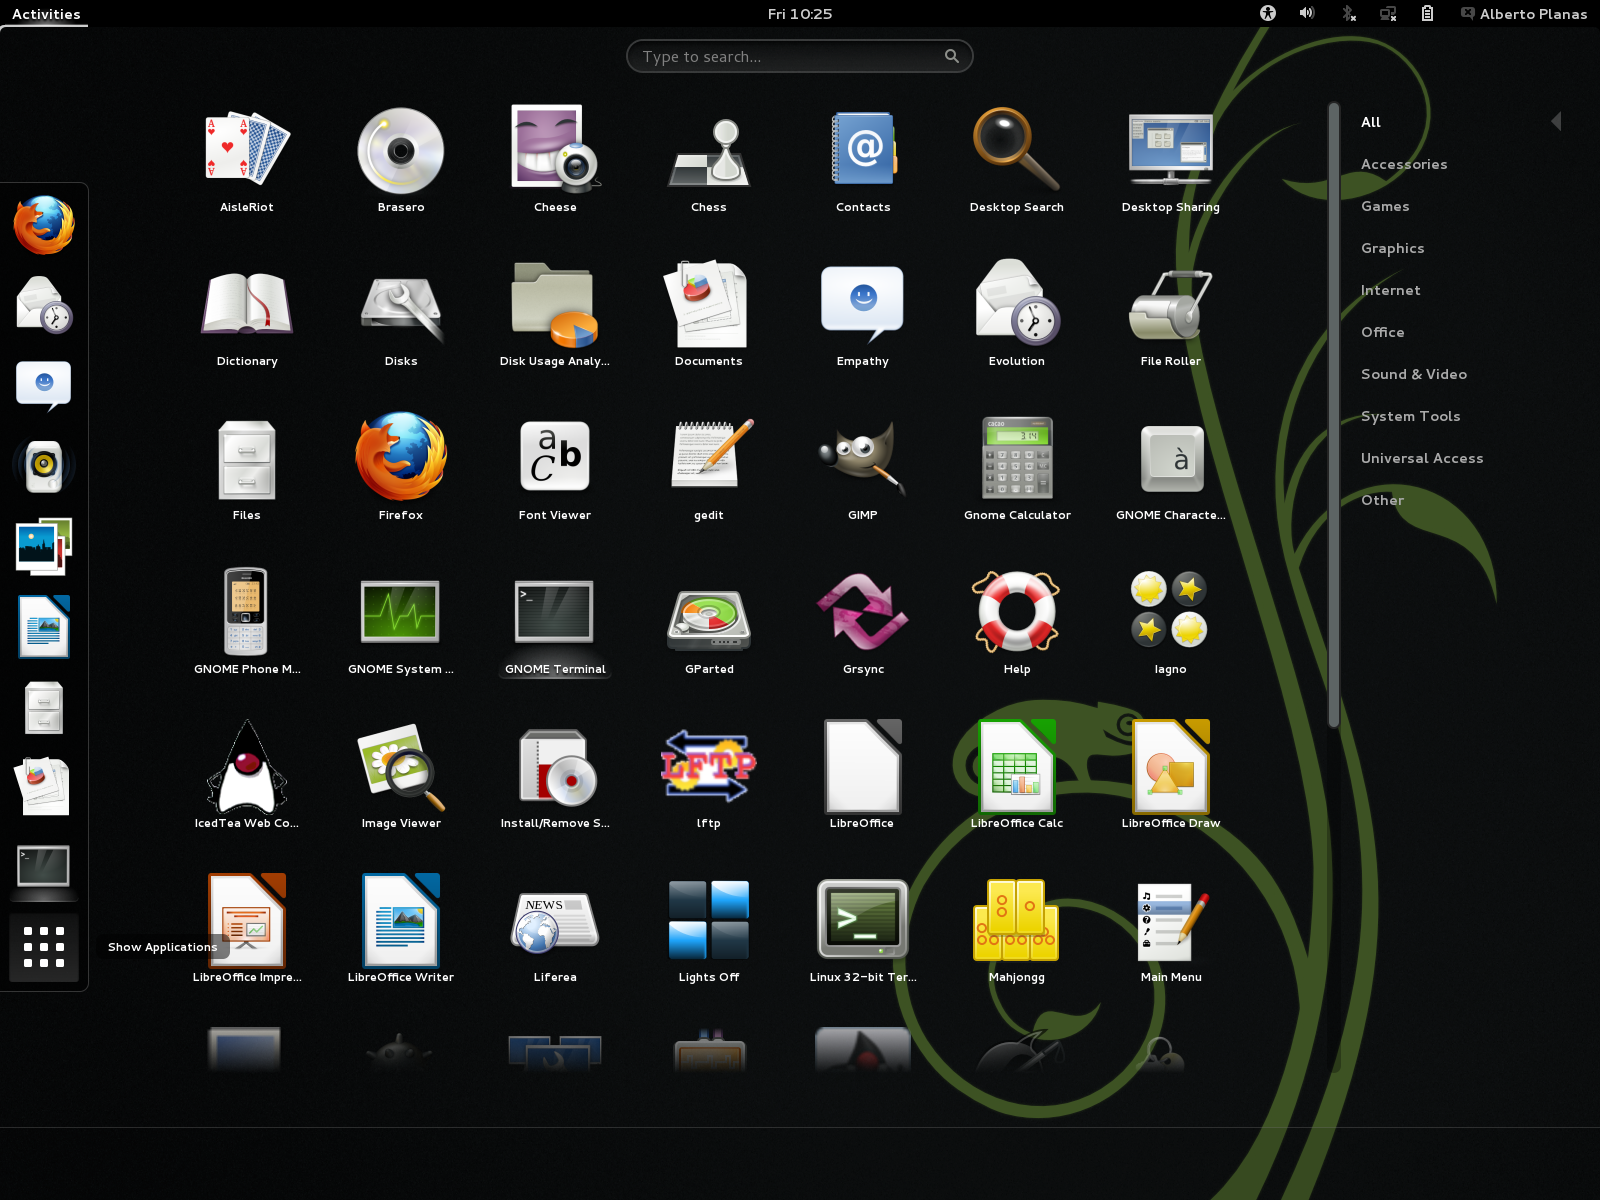 Activities
Fri 10:25
Alberto Planas
Type to search...
AisleRiot
Brasero
Cheese
Chess
Contacts
Desktop Search
Desktop Sharing
Dictionary
Disks
Disk Usage Analy...
Documents
Empathy
Evolution
File Roller
Files
Firefox
Font Viewer
gedit
GIMP
Gnome Calculator
GNOME Characte...
GNOME Phone M...
GNOME System ...
GNOME Terminal
GParted
Grsync
Help
Iagno
IcedTea Web Co...
Image Viewer
Install/Remove S...
LFTP
lftp
LibreOffice
LibreOffice Calc
LibreOffice Draw
Show Applications
LibreOffice Impre...
LibreOffice Writer
NEWS
Liferea
Lights Off
Linux 32-bit Ter...
Mahjongg
Main Menu
All
Accessories
Games
Graphics
Internet
Office
Sound & Video
System Tools
Universal Access
Other